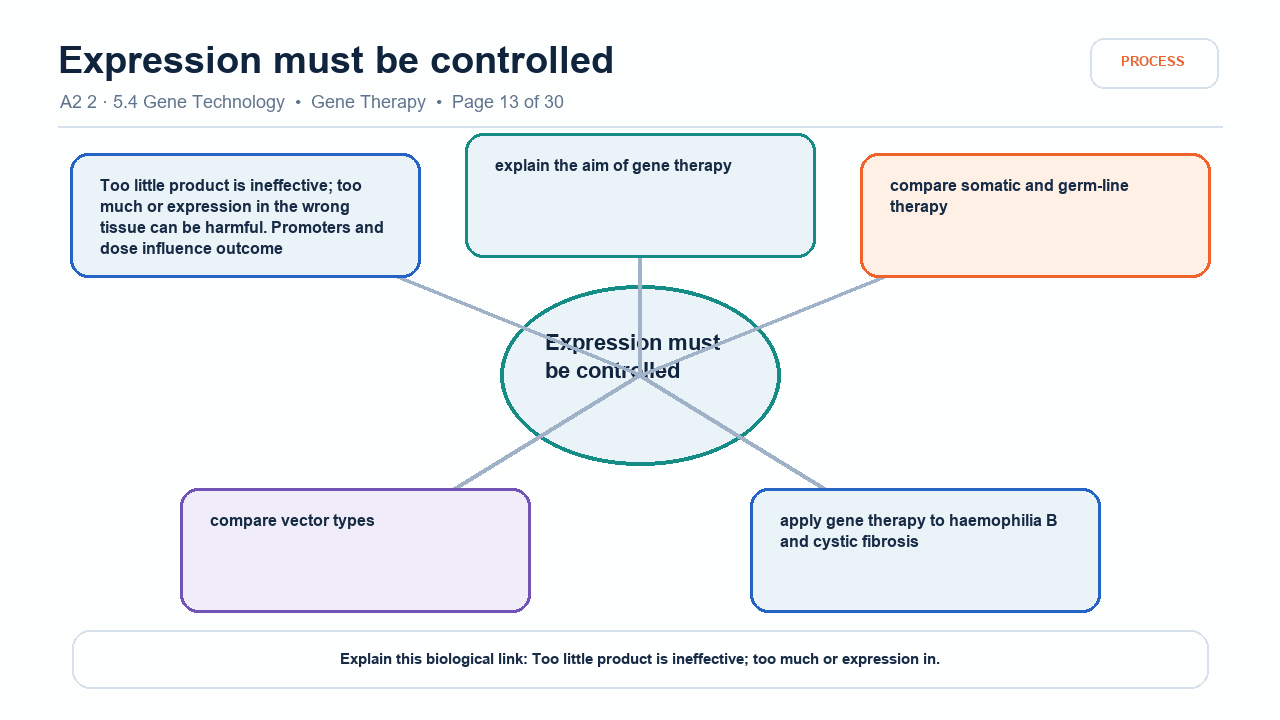 Expression must be controlled
PROCESS
A2 2 · 5.4 Gene Technology • Gene Therapy • Page 13 of 30
Too little product is ineffective; too
much or expression in the wrong
tissue can be harmful. Promoters and
dose influence outcome
explain the aim of gene therapy
compare somatic and germ-line
therapy
Expression must
be controlled
compare vector types
apply gene therapy to haemophilia B
and cystic fibrosis
Explain this biological link: Too little product is ineffective; too much or expression in.